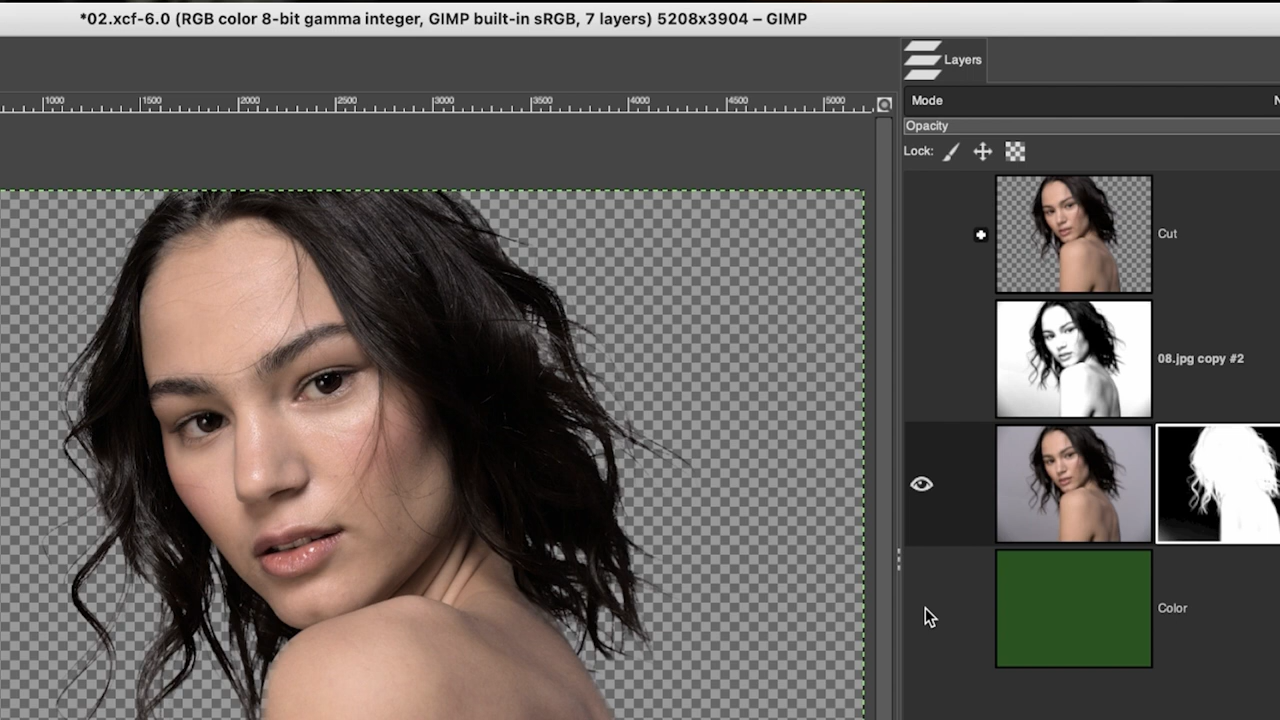 *02.xcf-6.0 (RGB color 8-bit gamma integer, GIMP built-in sRGB, 7 layers) 5208x3904 – GIMP
Layers
1000 1500 2000 2500 3000 3500 4000 4500 5000
Mode
Opacity
Lock:
Cut
08.jpg copy #2
Color